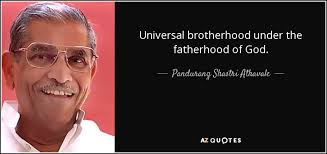 Universal brotherhood under the
fatherhood of God.
Pandurang Shastri Athavale
AZ QUOTES